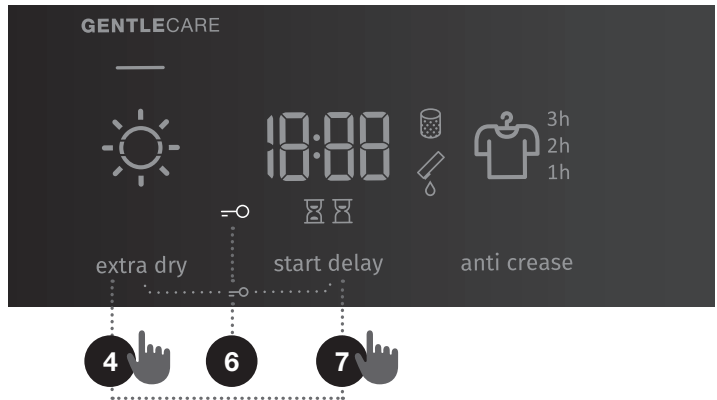 GENTLECARE
18:88
3h
2h
1h
extra dry
start delay
anti crease
4
6
7